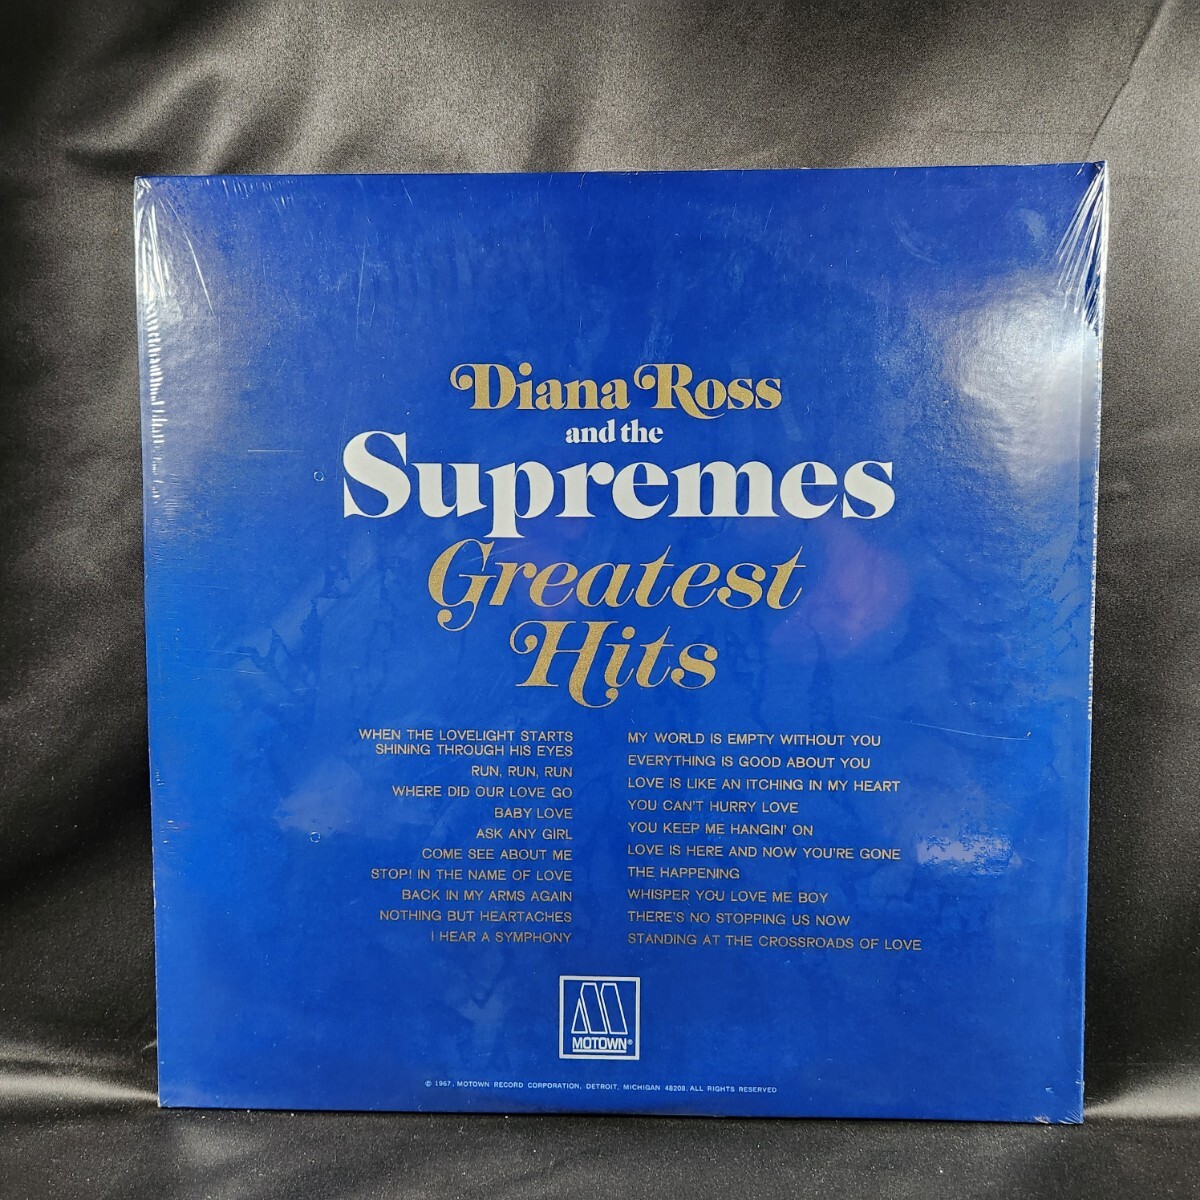 Diana Ross
and the
Supremes
Greatest
Hits
WHEN THE LOVELIGHT STARTS
SHINING THROUGH HIS EYES
RUN, RUN, RUN
WHERE DID OUR LOVE GO
BABY LOVE
ASK ANY GIRL
COME SEE ABOUT ME
STOP! IN THE NAME OF LOVE
BACK IN MY ARMS AGAIN
NOTHING BUT HEARTACHES
I HEAR A SYMPHONY
MY WORLD IS EMPTY WITHOUT YOU
EVERYTHING IS GOOD ABOUT YOU
LOVE IS LIKE AN ITCHING IN MY HEART
YOU CAN'T HURRY LOVE
YOU KEEP ME HANGIN' ON
LOVE IS HERE AND NOW YOU'RE GONE
THE HAPPENING
WHISPER YOU LOVE ME BOY
THERE'S NO STOPPING US NOW
STANDING AT THE CROSSROADS OF LOVE
MOTOWN®
© 1967, MOTOWN RECORD CORPORATION, DETROIT, MICHIGAN 48208. ALL RIGHTS RESERVED